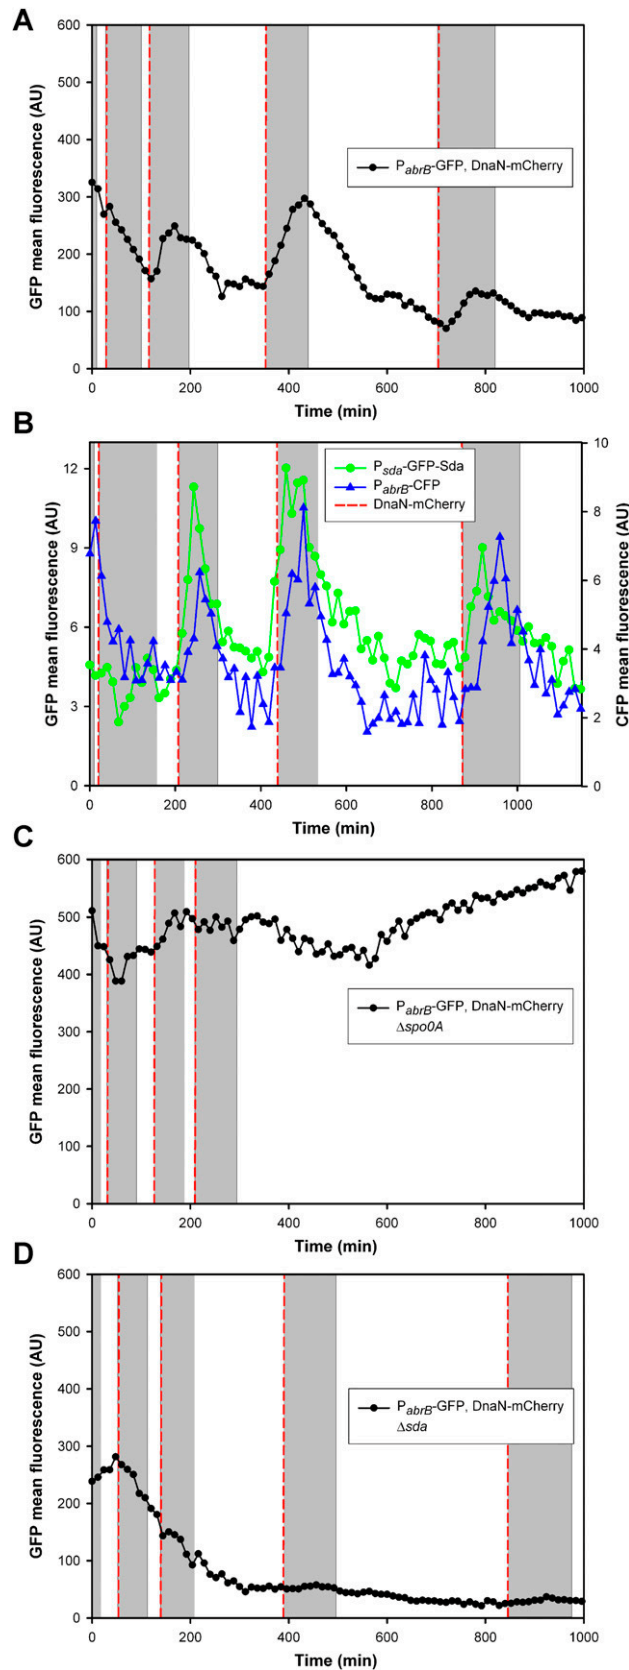 A
GFP mean fluorescence (AU)
600
500
400
300
200
100
0
P abrB-GFP, DnaN-mCherry
0 200 400 600 800 1000
Time (min)
B
GFP mean fluorescence (AU)
12
9
6
3
0
P sda-GFP-Sda
P abrB-CFP
DnaN-mCherry
10
8
6
4
2
0
CFP mean fluorescence (AU)
0 200 400 600 800 1000
Time (min)
C
GFP mean fluorescence (AU)
600
500
400
300
200
100
0
P abrB-GFP, DnaN-mCherry
Δspo0A
0 200 400 600 800 1000
Time (min)
D
GFP mean fluorescence (AU)
600
500
400
300
200
100
0
P abrB-GFP, DnaN-mCherry
Δsda
0 200 400 600 800 1000
Time (min)